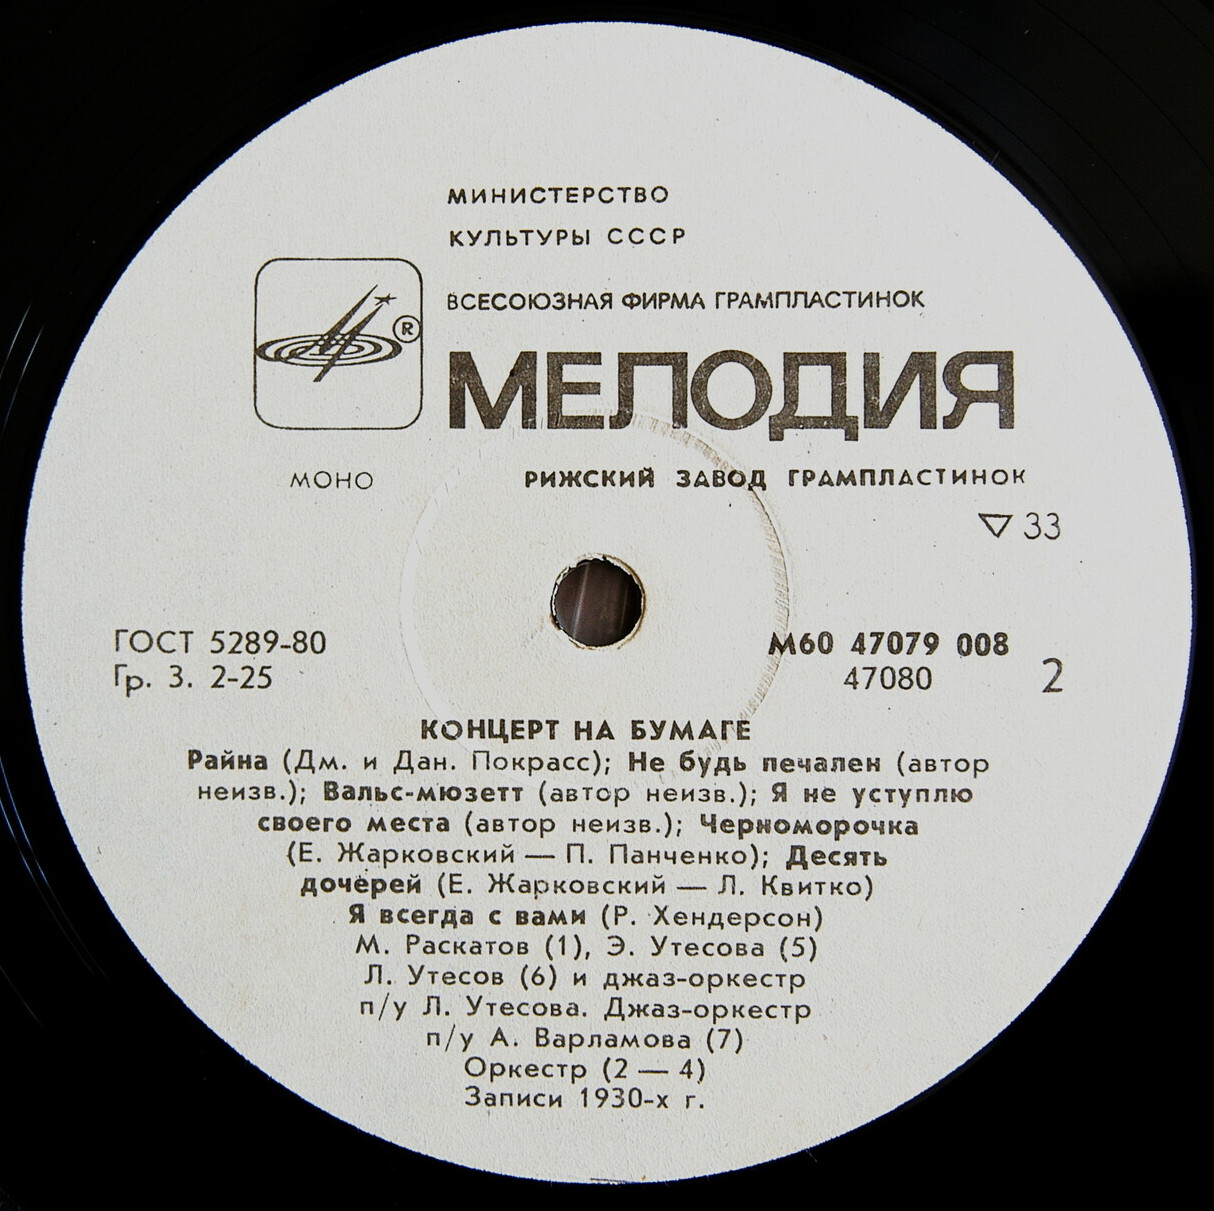 МИНИСТЕРСТВО
КУЛЬТУРЫ СССР
ВСЕСОЮЗНАЯ ФИРМА ГРАМПЛАСТИНОК
®
МЕЛОДИЯ
МОНО
РИЖСКИЙ ЗАВОД ГРАМПЛАСТИНОК
▽ 33
ГОСТ 5289-80
Гр. 3. 2-25
М60 47079 008
47080
2
КОНЦЕРТ НА БУМАГЕ
Райна (Дм. и Дан. Покрасс); Не будь печален (автор
неизв.); Вальс-мюзетт (автор неизв.); Я не уступлю
своего места (автор неизв.); Черноморочка
(Е. Жарковский — П. Панченко); Десять
дочерей (Е. Жарковский — Л. Квитко)
Я всегда с вами (Р. Хендерсон)
М. Раскатов (1), Э. Утесова (5)
Л. Утесов (6) и джаз-оркестр
п/у Л. Утесова. Джаз-оркестр
п/у А. Варламова (7)
Оркестр (2 — 4)
Записи 1930-х г.